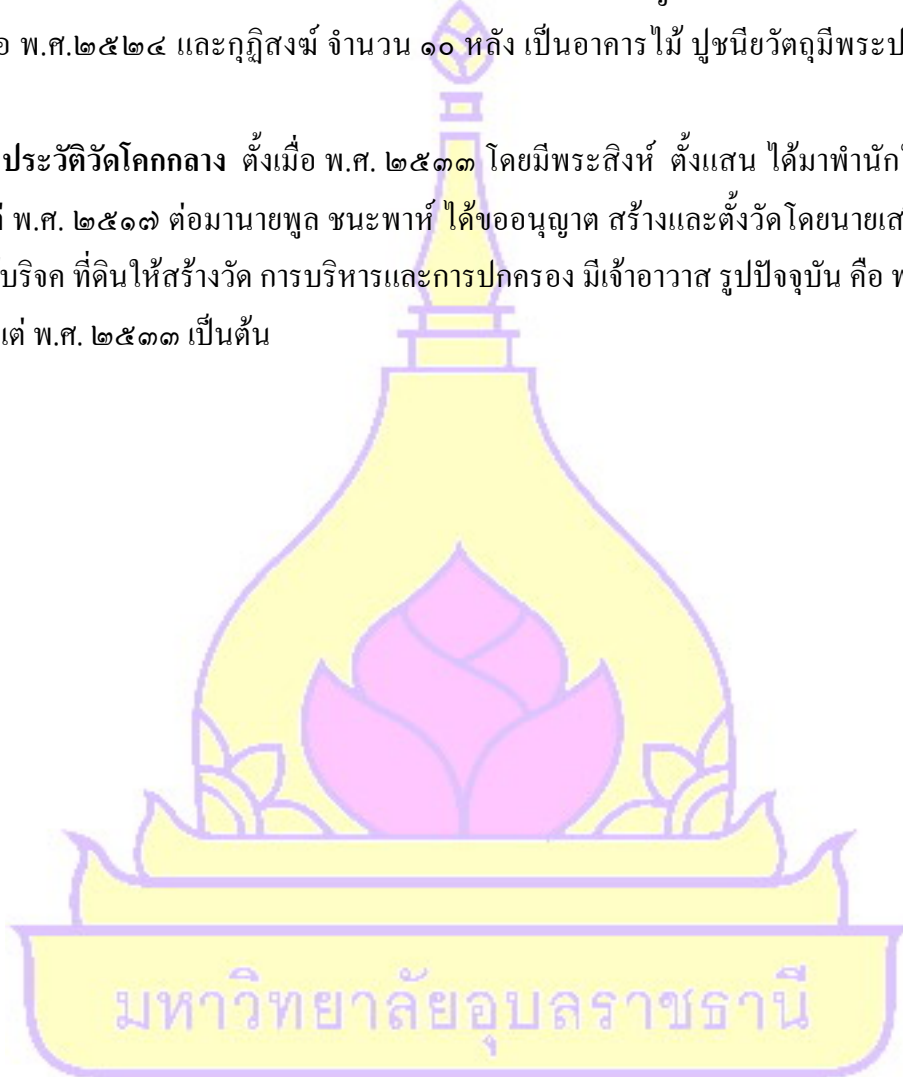 อ พ.ศ.๒๕๒๔ และกุฏิสงฆ์ จำนวน ๑๐ หลัง เป็นอาคารไม้ ปูชนียวัตถุมีพระป
ประวัติวัดโคกกลาง ตั้งเมื่อ พ.ศ. ๒๕๓๓ โดยมีพระสิงห์ ตั้งแสน ได้มาพำนัก
พ.ศ. ๒๕๑๗ ต่อมานายพูล ชนะพาห์ ได้ขออนุญาต สร้างและตั้งวัดโดยนายเส
บริจค ที่ดินให้สร้างวัด การบริหารและการปกครอง มีเจ้าอาวาส รูปปัจจุบัน คือ พ
แต่ พ.ศ. ๒๕๓๓ เป็นต้น
มหาวิทยาลัยอุบลราชธานี